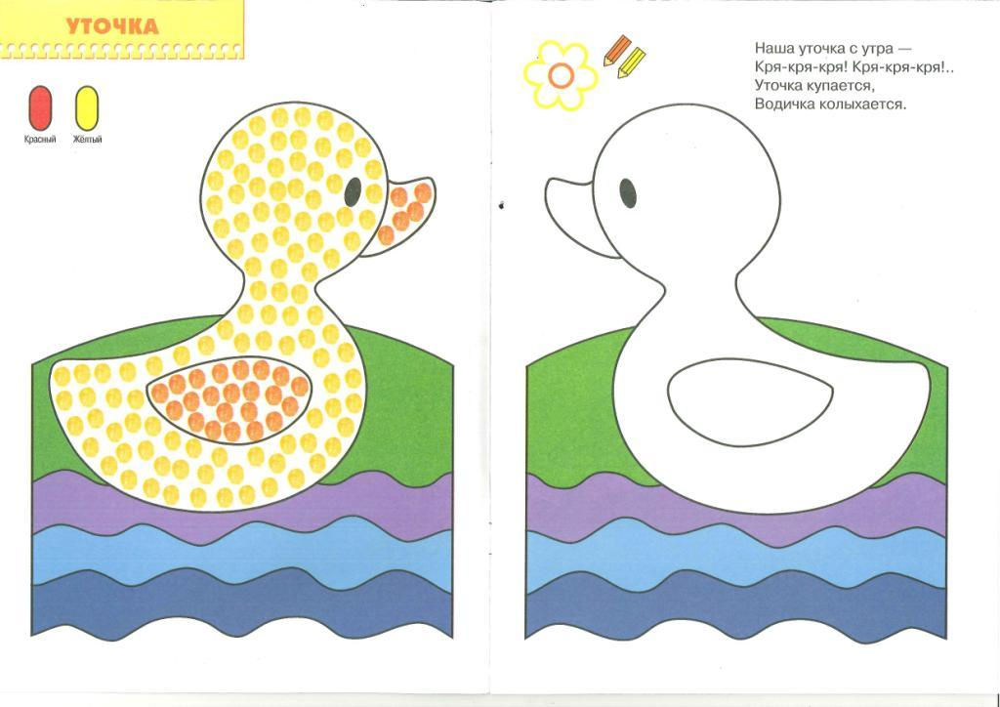 УТОЧКА
Красный Жёлтый
Наша уточка с утра —
Кря-кря-кря! Кря-кря-кря!..
Уточка купается,
Водичка колыхается.